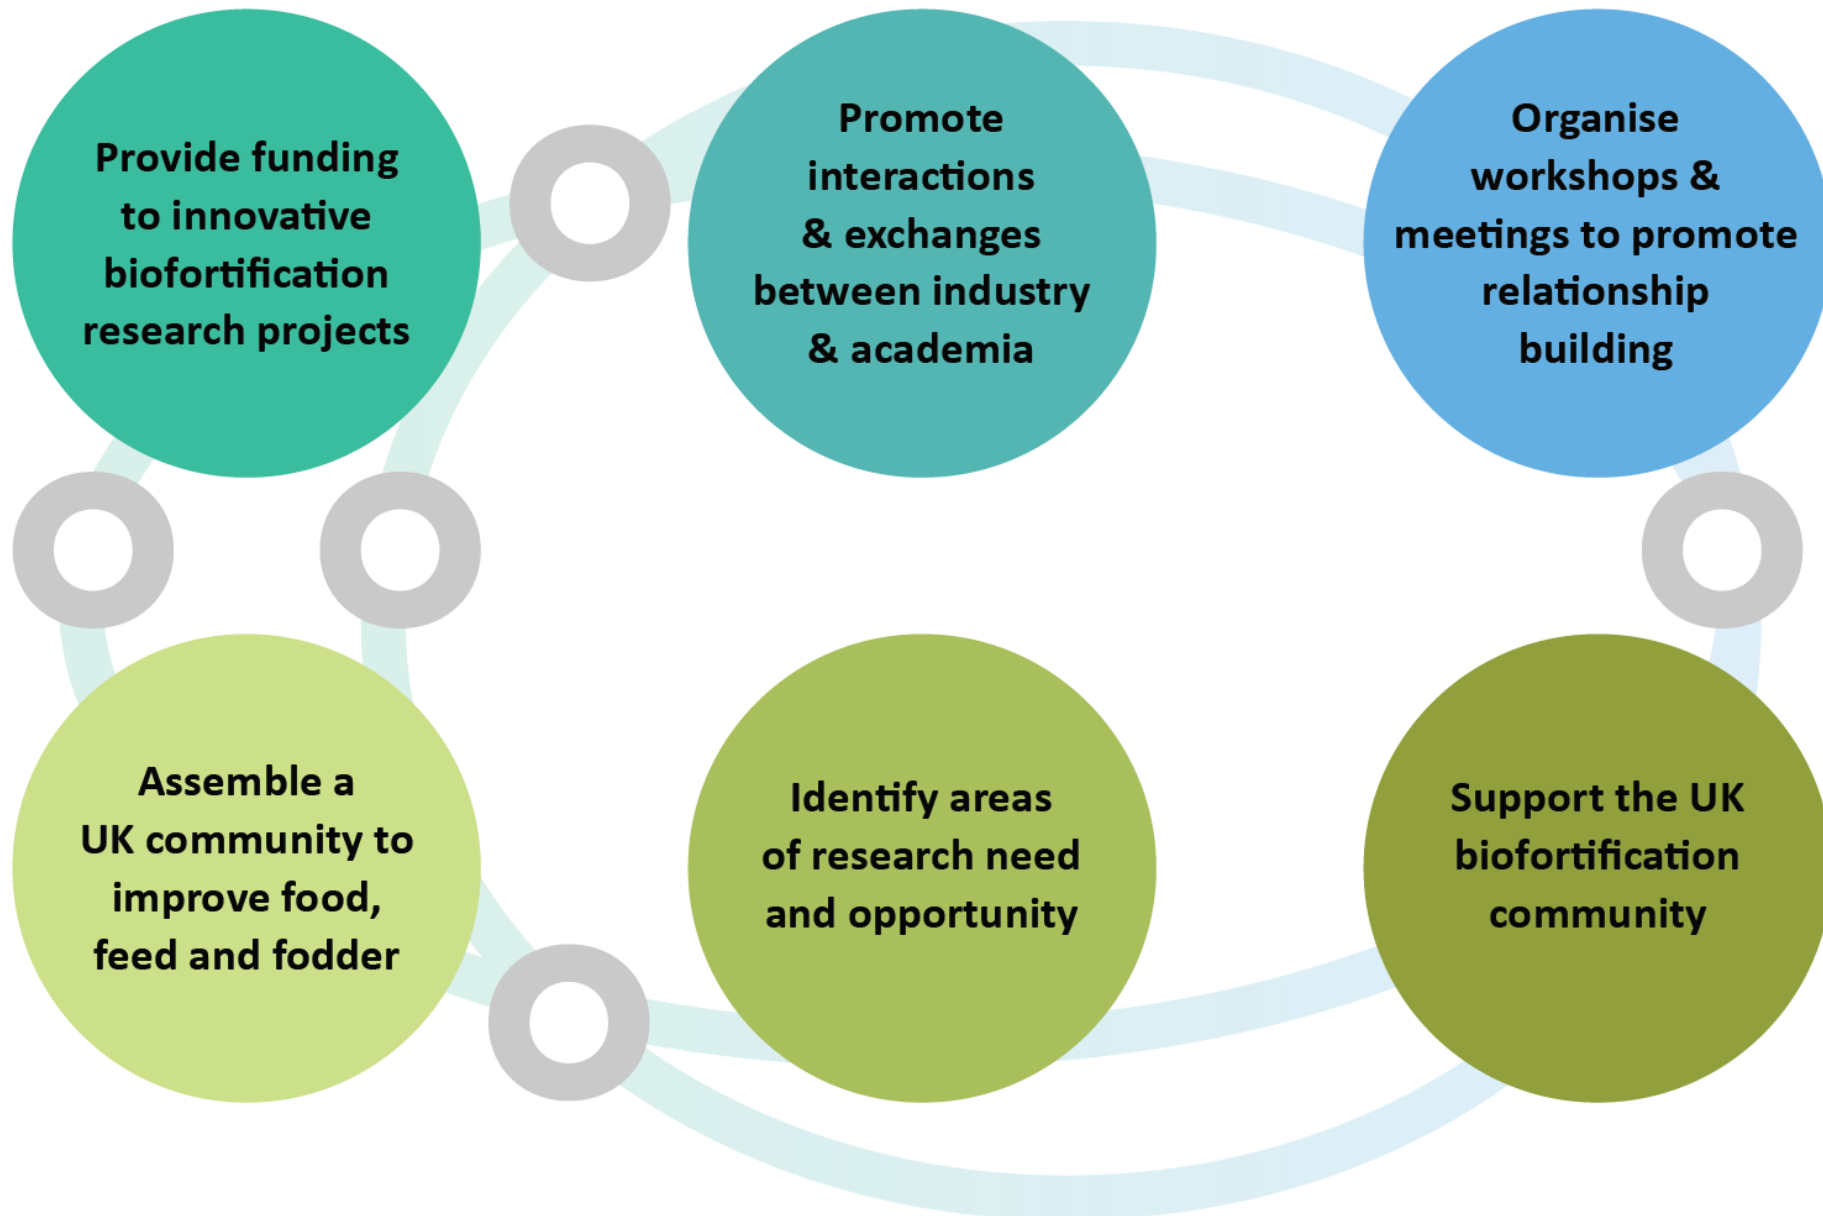 Provide funding
to innovative
biofortification
research projects
Promote
interactions
& exchanges
between industry
& academia
Organise
workshops &
meetings to promote
relationship
building
Assemble a
UK community to
improve food,
feed and fodder
Identify areas
of research need
and opportunity
Support the UK
biofortification
community